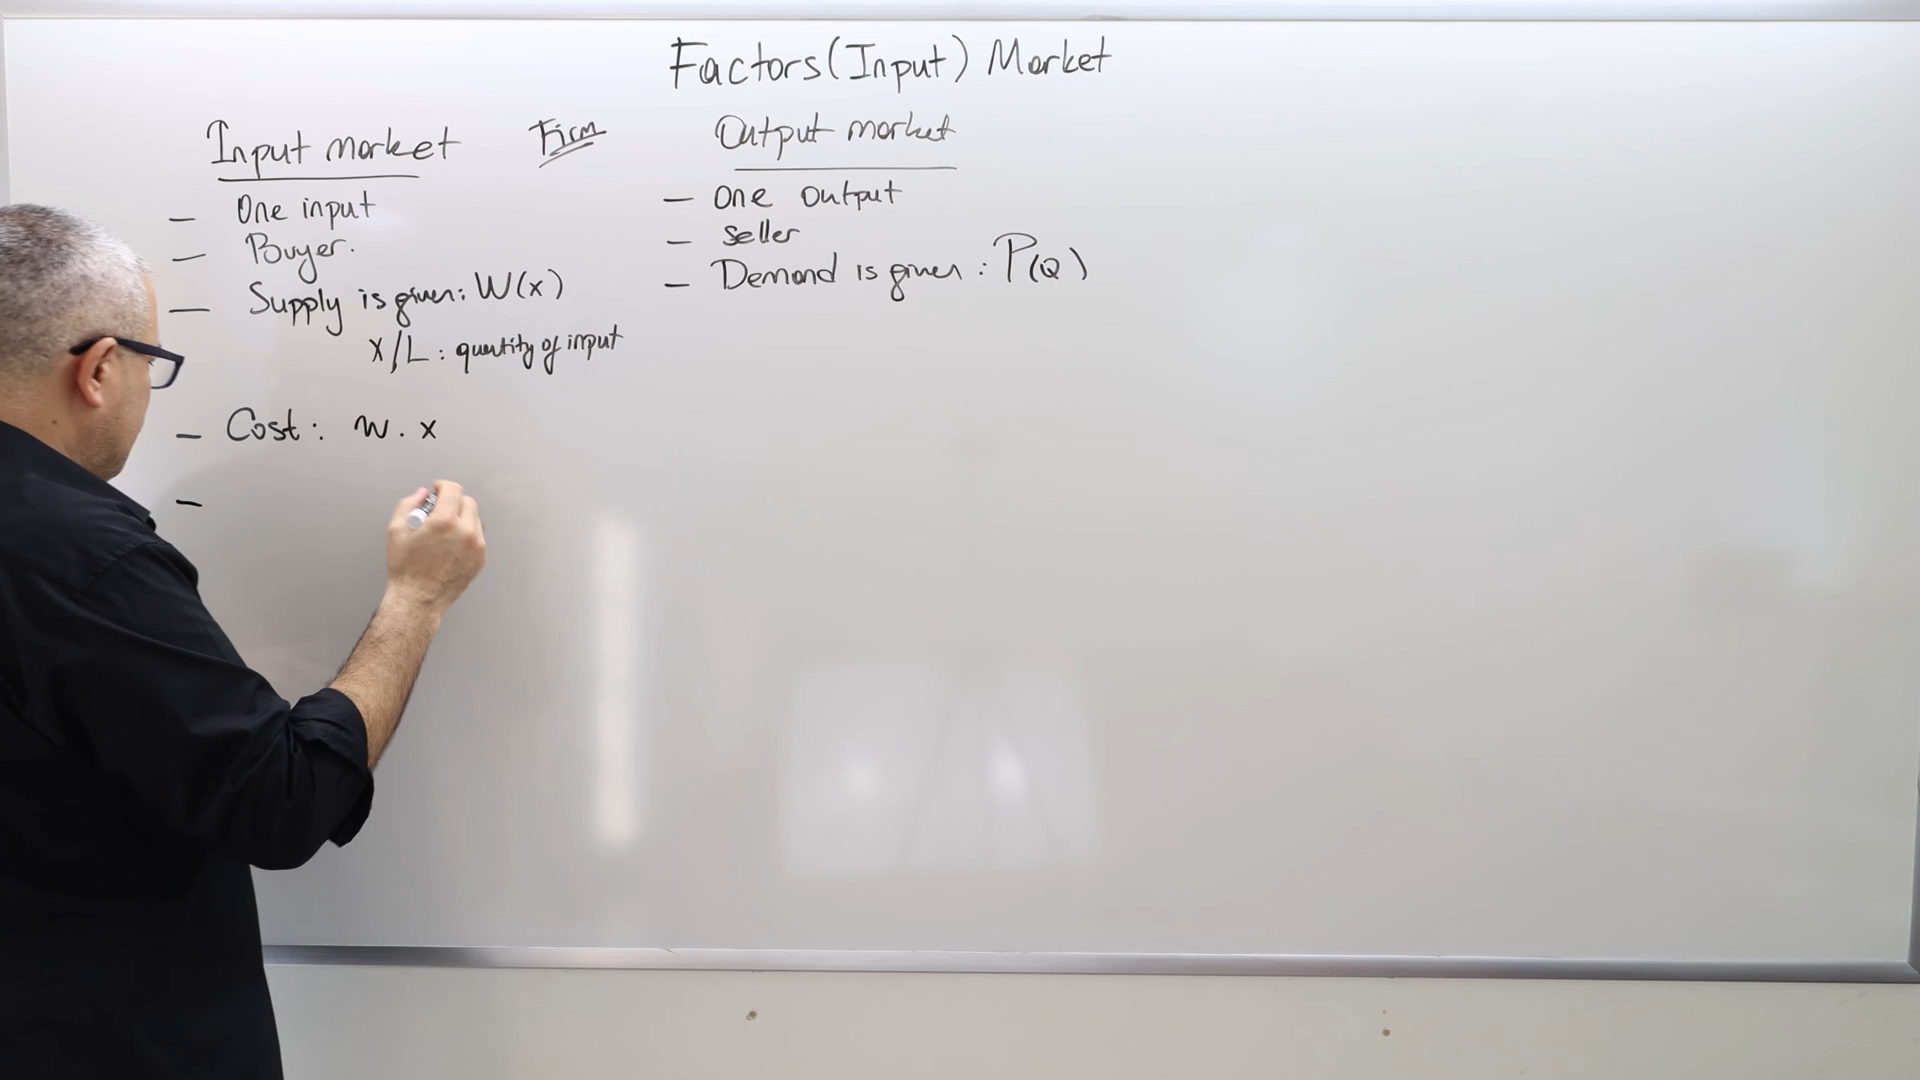 Factors (Input) Market
Input market
Firm
Output market
- One input
- Buyer.
- Supply is given: W(x)
X/L: quantity of input
- Cost: w.x
-
- One output
- Seller
- Demand is given: P(Q)